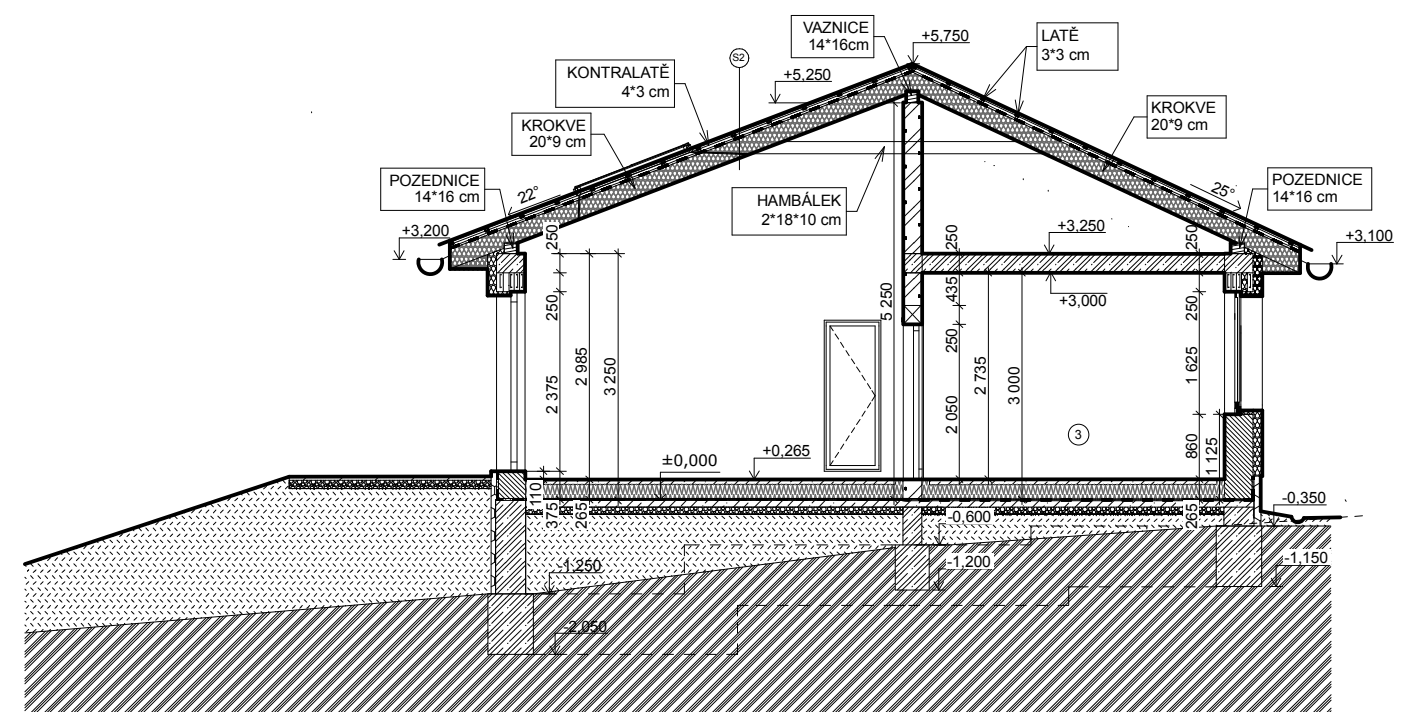 VAZNICE
14*16cm
+5,750
LATĚ
3*3 cm
S2
KONTRALATĚ
4*3 cm
+5,250
KROKVE
20*9 cm
KROKVE
20*9 cm
POZEDNICE
14*16 cm
22°
HAMBÁLEK
2*18*10 cm
25°
POZEDNICE
14*16 cm
+3,200
250
250
+3,250
250
+3,100
250
435
+3,000
250
5 250
250
2 375
2 985
3 250
2 050
2 735
3 000
1 625
3
860
1 125
±0,000
+0,265
110
375
265
265
-0,350
-0,600
-1,250
-1,200
-1,150
-2,050